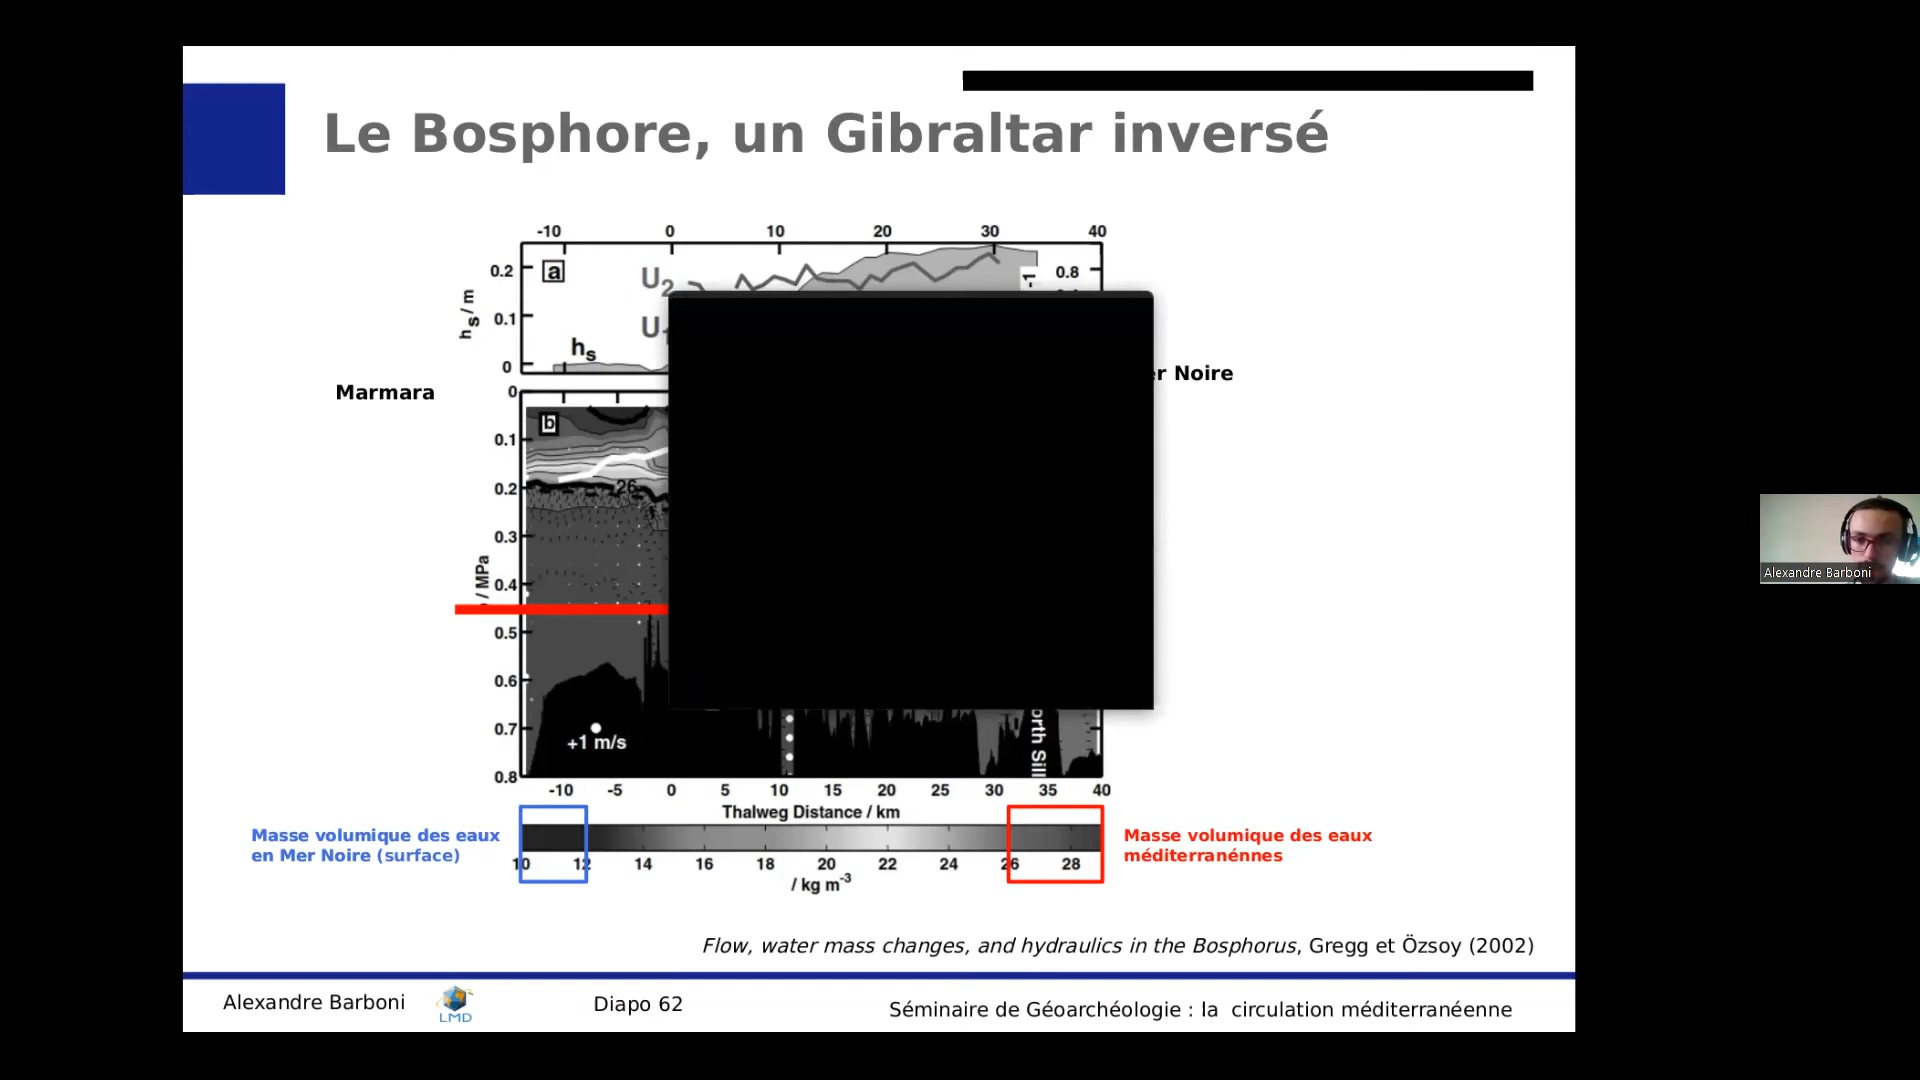 Le Bosphore, un Gibraltar inversé
-10 0 10 20 30 40
a
U2
0.2
0.8
hs / m
0.1
hs
0
Marmara
er Noire
0
b
0.1
0.2
26
0.3
/ MPa
0.4
0.5
0.6
0.7
+1 m/s
orth Sill
0.8
-10 -5 0 5 10 15 20 25 30 35 40
Thalweg Distance / km
Masse volumique des eaux
en Mer Noire (surface)
10 12 14 16 18 20 22 24 26 28
/ kg m-3
Masse volumique des eaux
méditerranénnes
Flow, water mass changes, and hydraulics in the Bosphorus, Gregg et Özsoy (2002)
Alexandre Barboni
LMD
Diapo 62
Séminaire de Géoarchéologie : la circulation méditerranéenne
Alexandre Barboni